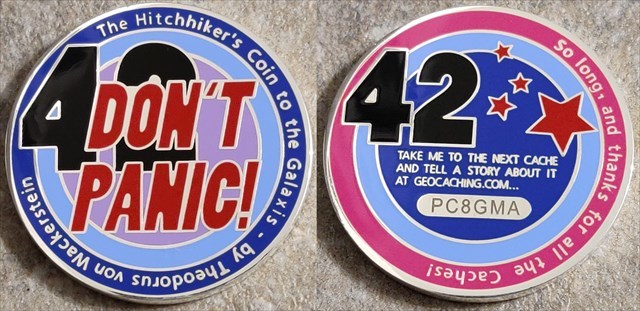 The Hitchhiker's Coin to the Galaxis - by Theodorus von Wackerstein
42
DON'T
PANIC!
So long, and thanks for all the Caches!
42
TAKE ME TO THE NEXT CACHE
AND TELL A STORY ABOUT IT
AT GEOCACHING.COM...
PC8GMA